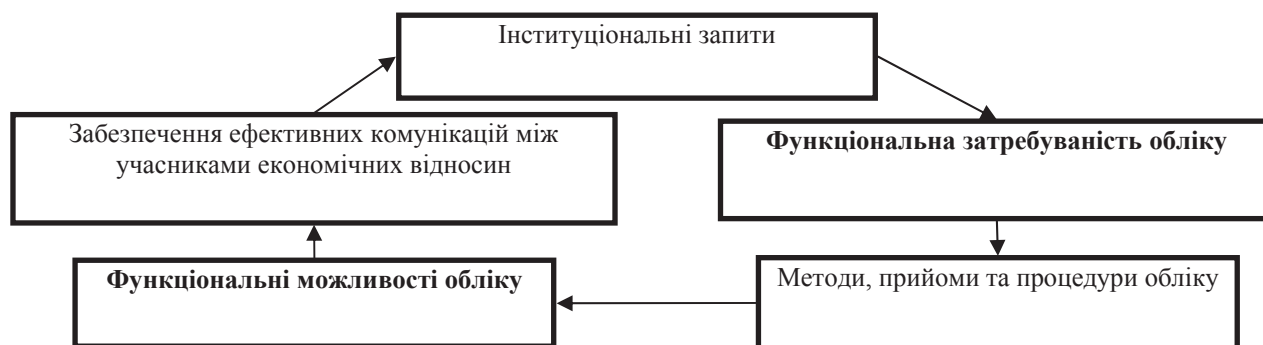 Інституціональні запити
Забезпечення ефективних комунікацій між
учасниками економічних відносин
Функціональна затребуваність обліку
Функціональні можливості обліку
Методи, прийоми та процедури обліку